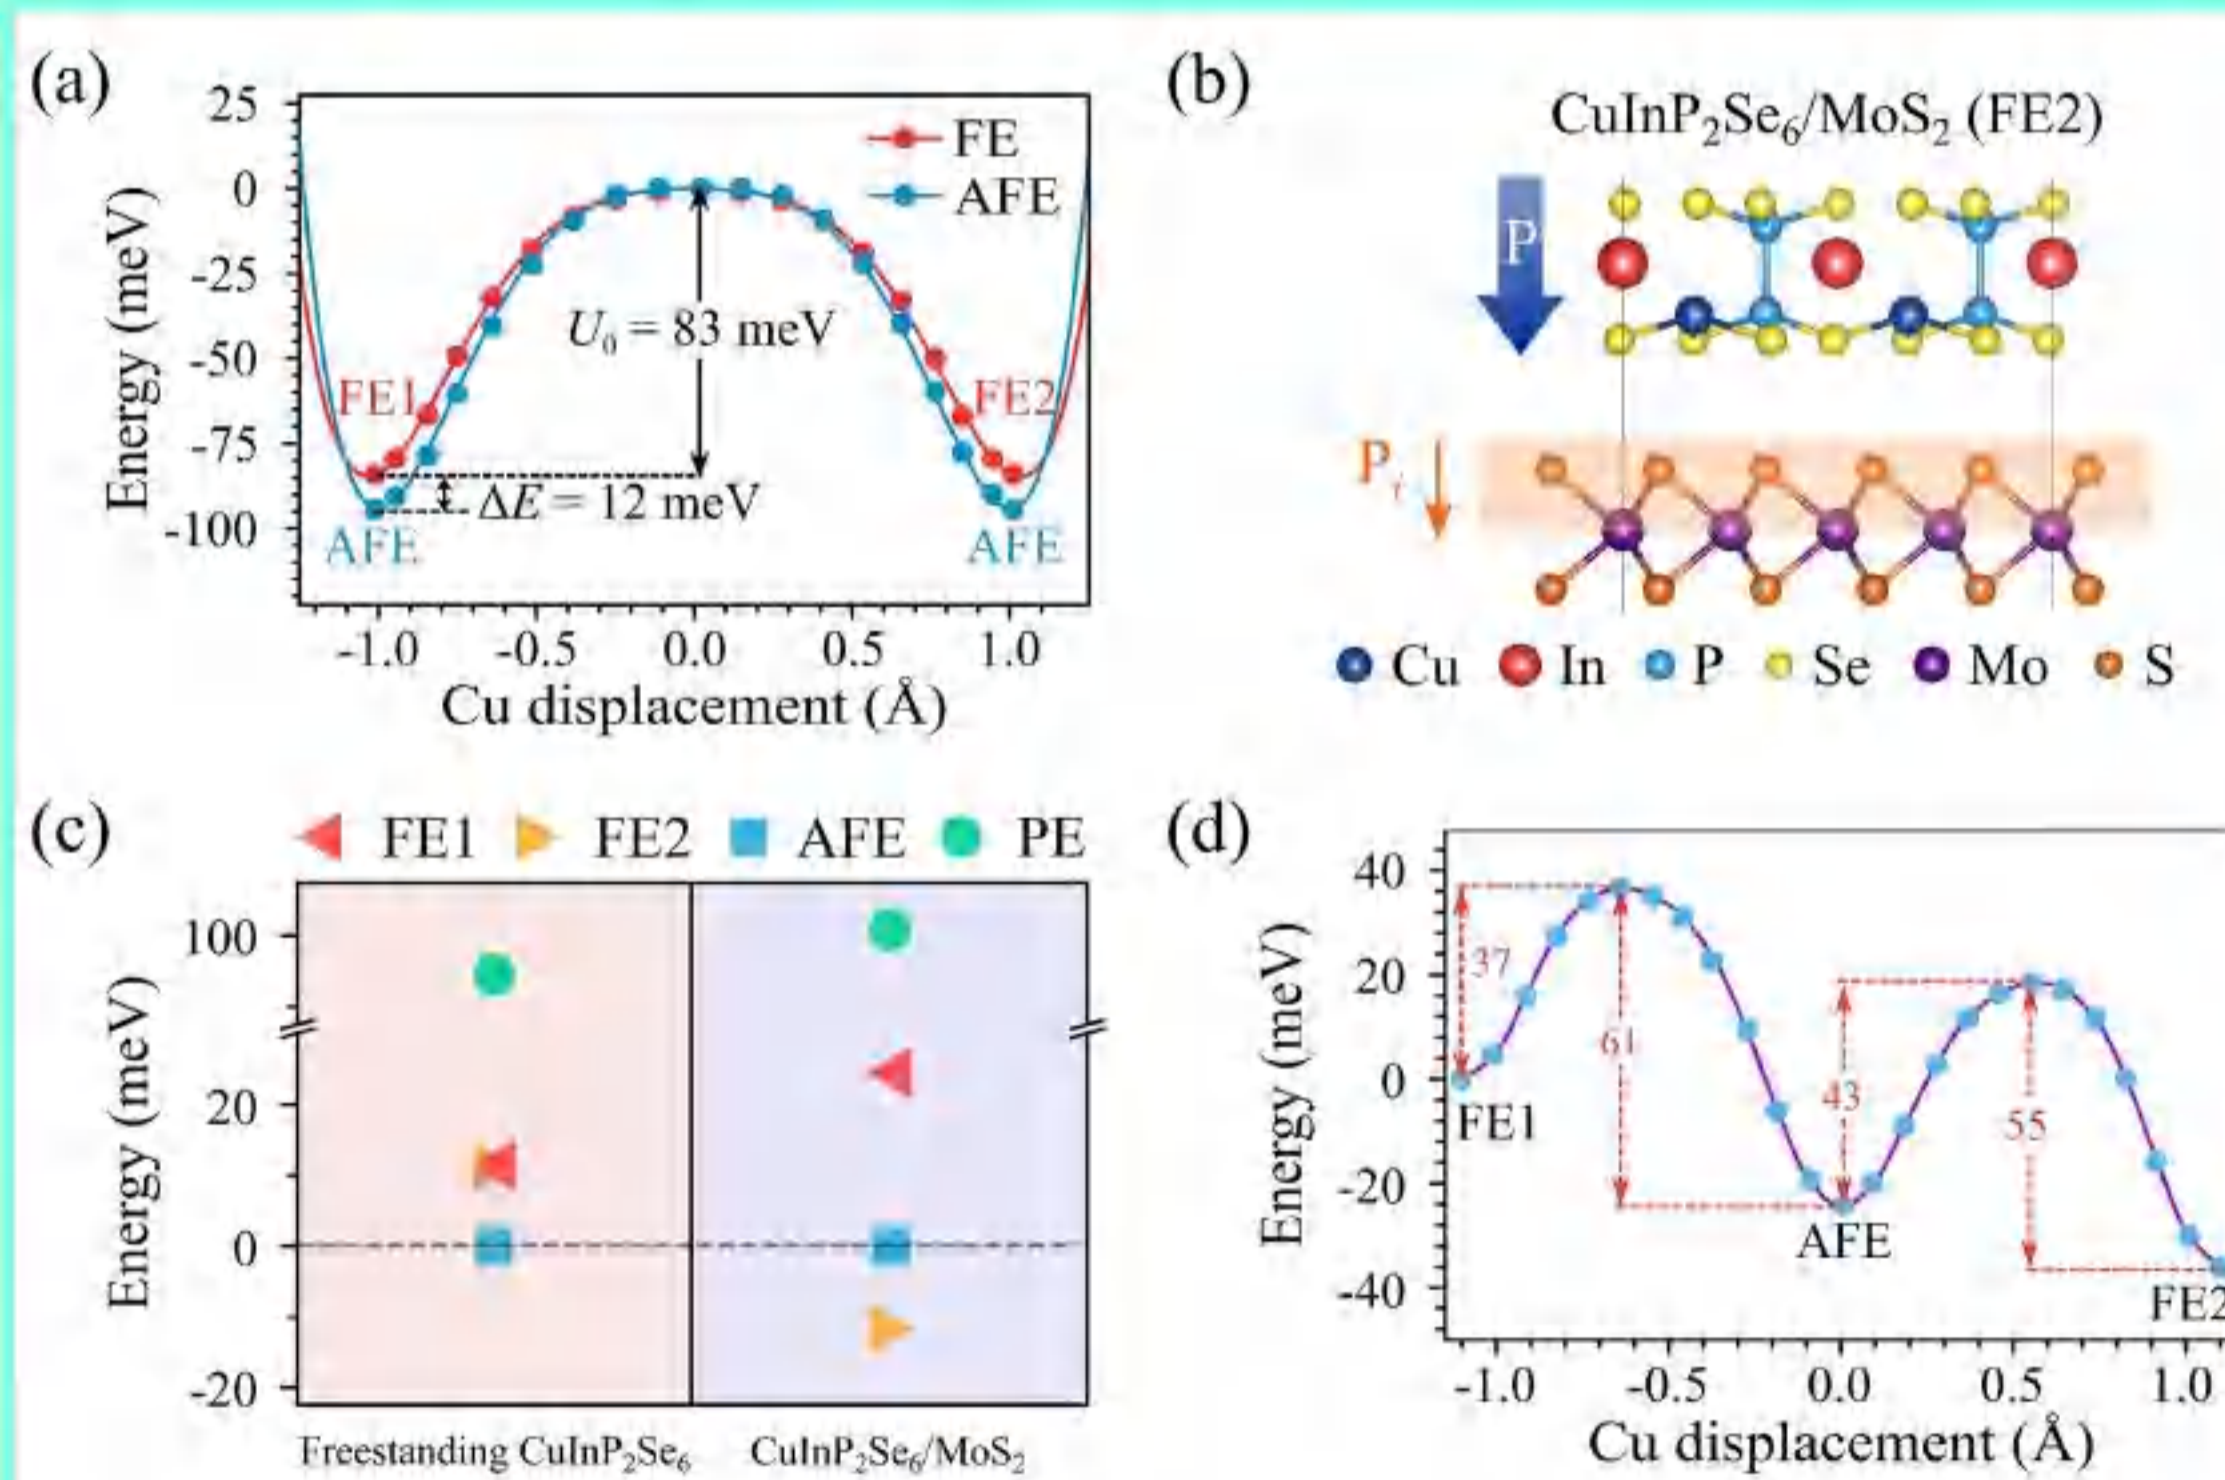 (a)
25
0
-25
-50
-75
-100
Energy (meV)
FE
AFE
U₀ = 83 meV
FE1
FE2
ΔE = 12 meV
AFE
AFE
-1.0
-0.5
0.0
0.5
1.0
Cu displacement (Å)
(b)
CuInP₂Se₆/MoS₂ (FE2)
P
Pᵢ
Cu In P Se Mo S
(c)
FE1 FE2 AFE PE
100
20
0
-20
Energy (meV)
Freestanding CuInP₂Se₆
CuInP₂Se₆/MoS₂
(d)
40
20
0
-20
-40
Energy (meV)
37
61
43
55
FE1
AFE
FE2
-1.0
-0.5
0.0
0.5
1.0
Cu displacement (Å)